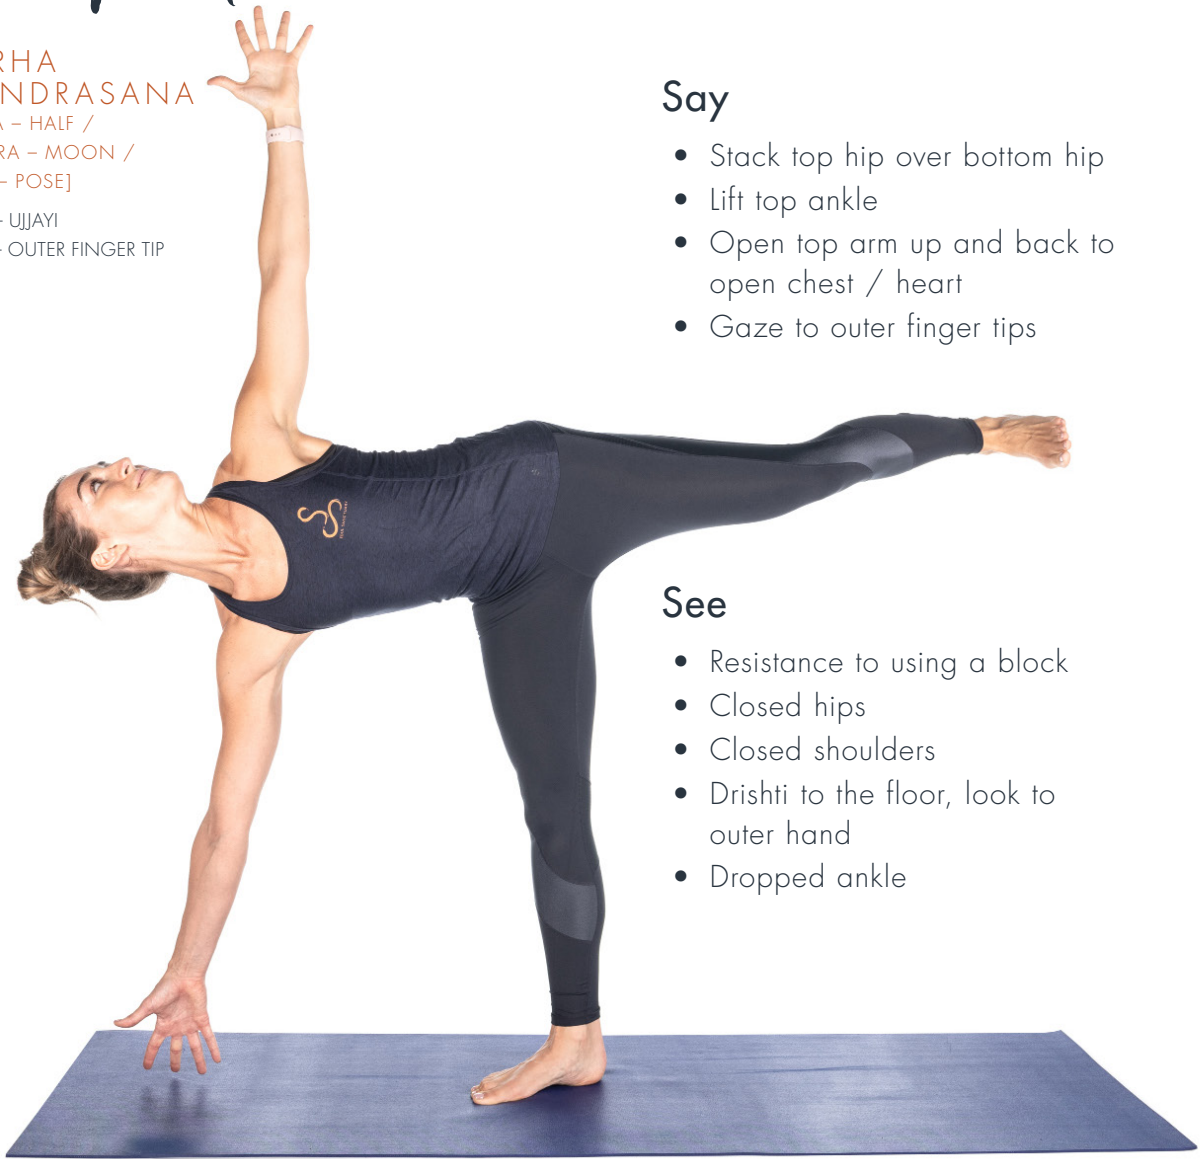 RHA
NDRASANA
A – HALF /
RA – MOON /
– POSE]
– UJJAYI
– OUTER FINGER TIP
Say
• Stack top hip over bottom hip
• Lift top ankle
• Open top arm up and back to
open chest / heart
• Gaze to outer finger tips
See
• Resistance to using a block
• Closed hips
• Closed shoulders
• Drishti to the floor, look to
outer hand
• Dropped ankle